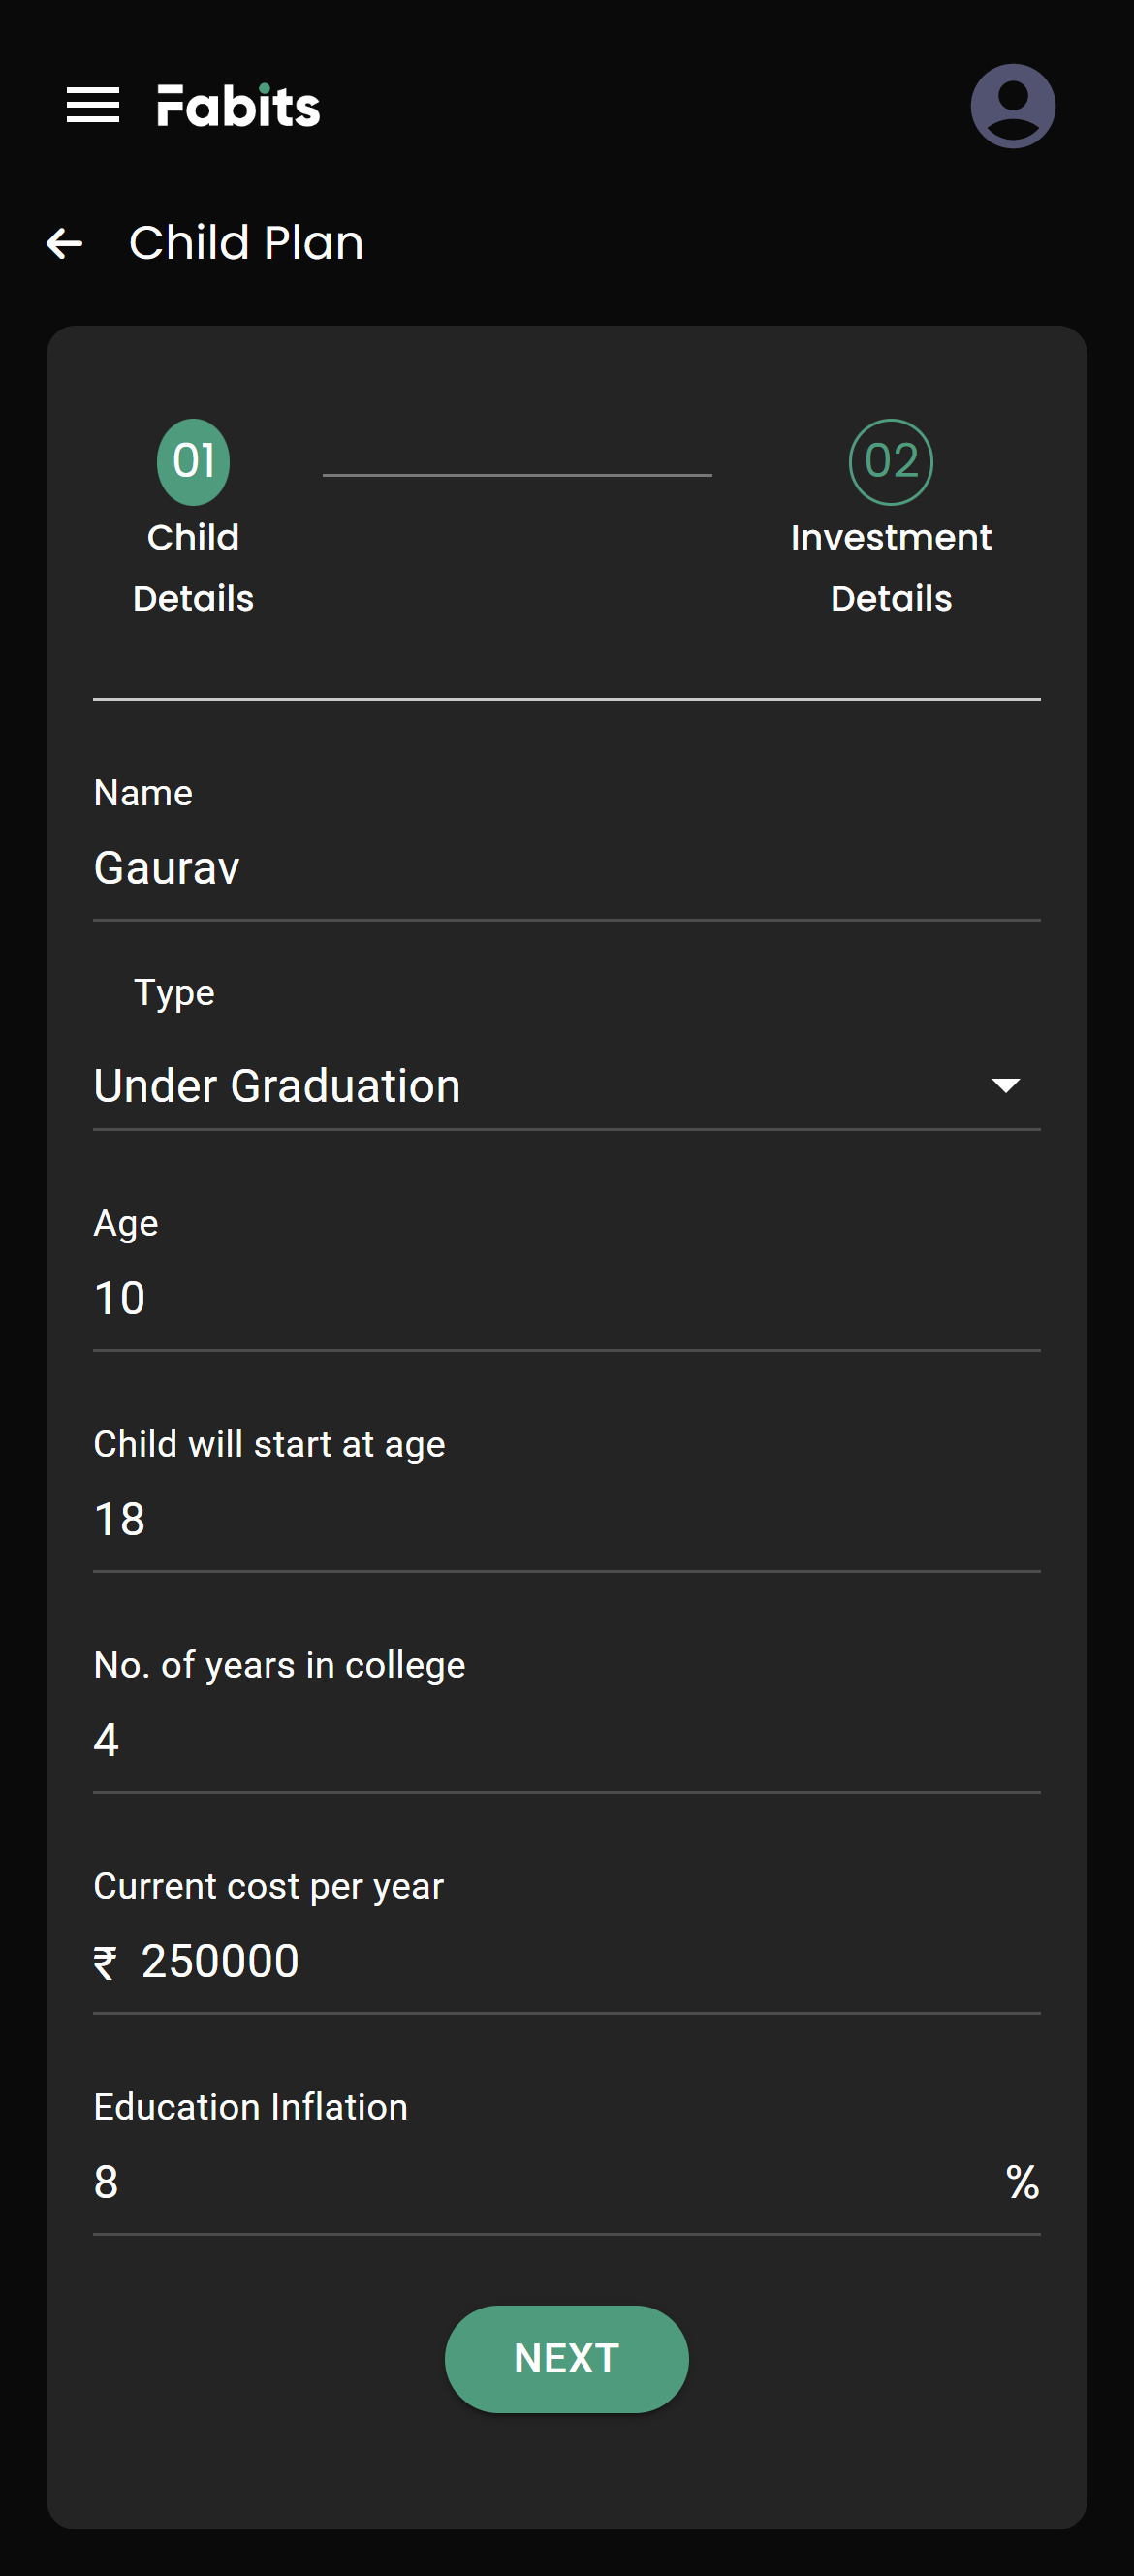 Fabits
Child Plan
01
Child
Details
02
Investment
Details
Name
Gaurav
Type
Under Graduation
Age
10
Child will start at age
18
No. of years in college
4
Current cost per year
₹ 250000
Education Inflation
8 %
NEXT